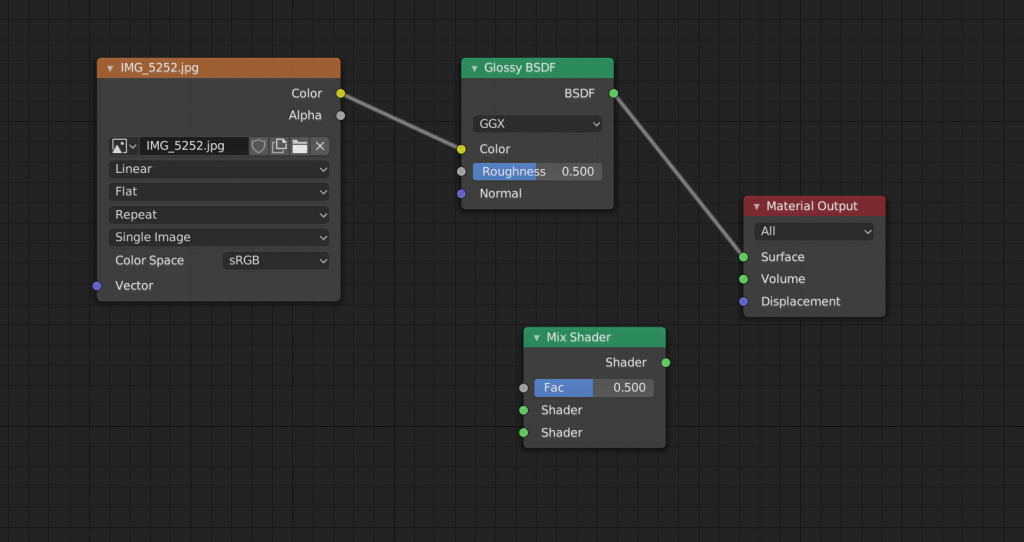 IMG_5252.jpg
Color
Alpha
IMG_5252.jpg
Linear
Flat
Repeat
Single Image
Color Space sRGB
Vector
Glossy BSDF
BSDF
GGX
Color
Roughness 0.500
Normal
Material Output
All
Surface
Volume
Displacement
Mix Shader
Shader
Fac 0.500
Shader
Shader